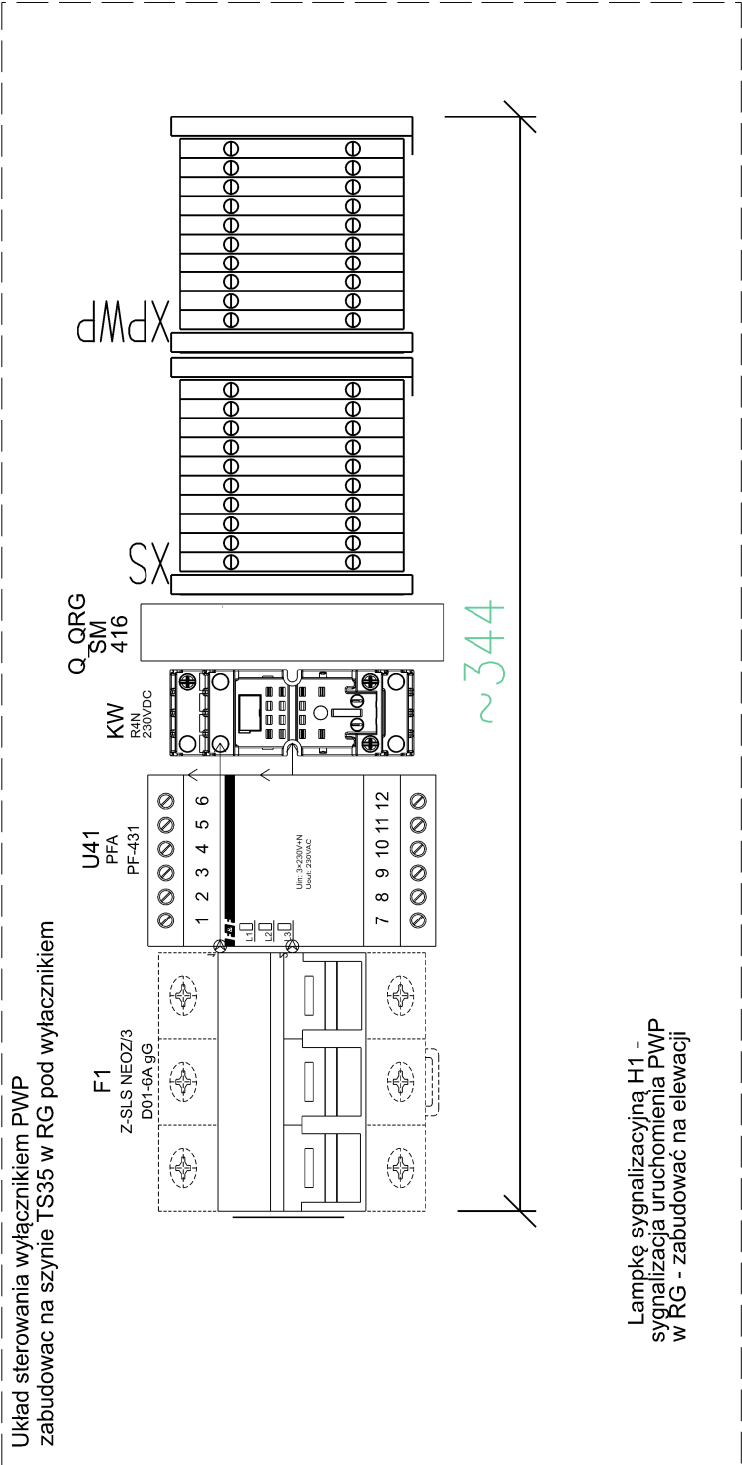 Układ sterowania wyłącznikiem PWP
zabudowac na szynie TS35 w RG pod wyłacznikiem
F1
Z-SLS NEOZ/3
D01-6A gG
U41
PFA
PF-431
KW
R4N
230VDC
Q_QRG
SM
416
XS
XPWP
1 2 3 4 5 6
L1
L2
L3
Uin: 3×230V+N
Uout: 230VAC
7 8 9 10 11 12
~344
Lampkę sygnalizacyjną H1 -
sygnalizacja uruchomienia PWP
w RG - zabudować na elewacji